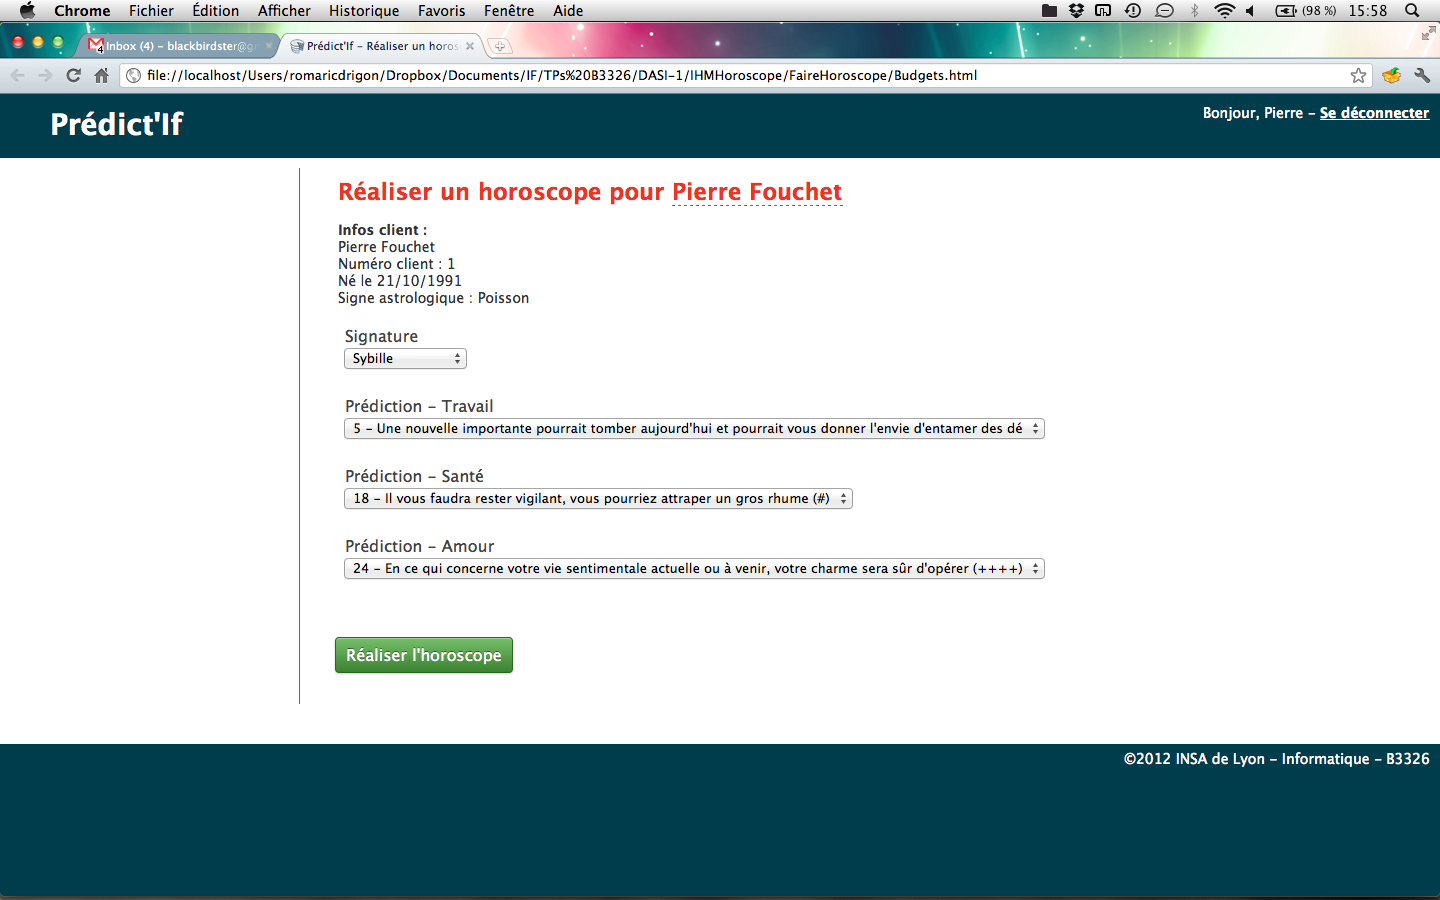 Chrome Fichier Édition Afficher Historique Favoris Fenêtre Aide (98 %) 15:58
4 Inbox (4) – blackbirdster@gm Prédict'If – Réaliser un horos
file://localhost/Users/romaricdrigon/Dropbox/Documents/IF/TPs%20B3326/DASI-1/IHMHoroscope/FaireHoroscope/Budgets.html
Prédict'If
Bonjour, Pierre – Se déconnecter
Réaliser un horoscope pour Pierre Fouchet
Infos client :
Pierre Fouchet
Numéro client : 1
Né le 21/10/1991
Signe astrologique : Poisson
Signature
Sybille
Prédiction – Travail
5 – Une nouvelle importante pourrait tomber aujourd'hui et pourrait vous donner l'envie d'entamer des dé
Prédiction – Santé
18 – Il vous faudra rester vigilant, vous pourriez attraper un gros rhume (#)
Prédiction – Amour
24 – En ce qui concerne votre vie sentimentale actuelle ou à venir, votre charme sera sûr d'opérer (++++)
Réaliser l'horoscope
©2012 INSA de Lyon – Informatique – B3326